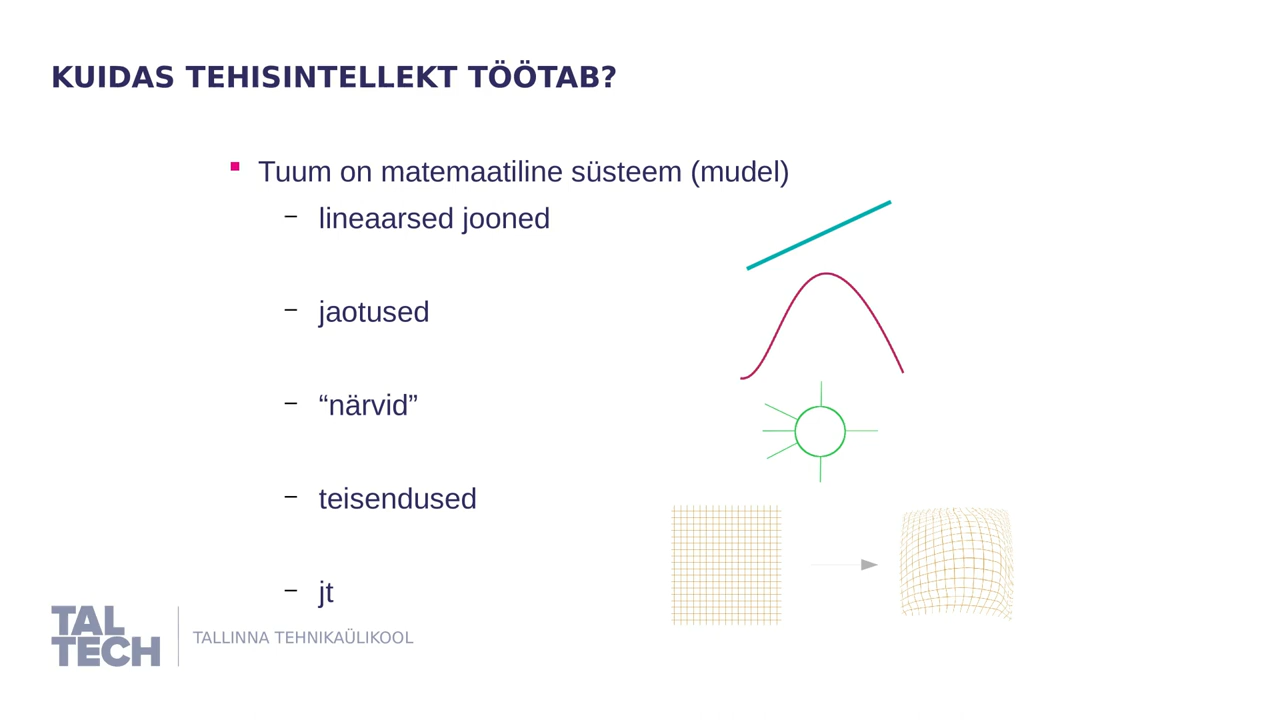 KUIDAS TEHISINTELLEKT TÖÖTAB?
▪ Tuum on matemaatiline süsteem (mudel)
– lineaarsed jooned
– jaotused
– “närvid”
– teisendused
– jt
TAL
TECH
TALLINNA TEHNIKAÜLIKOOL